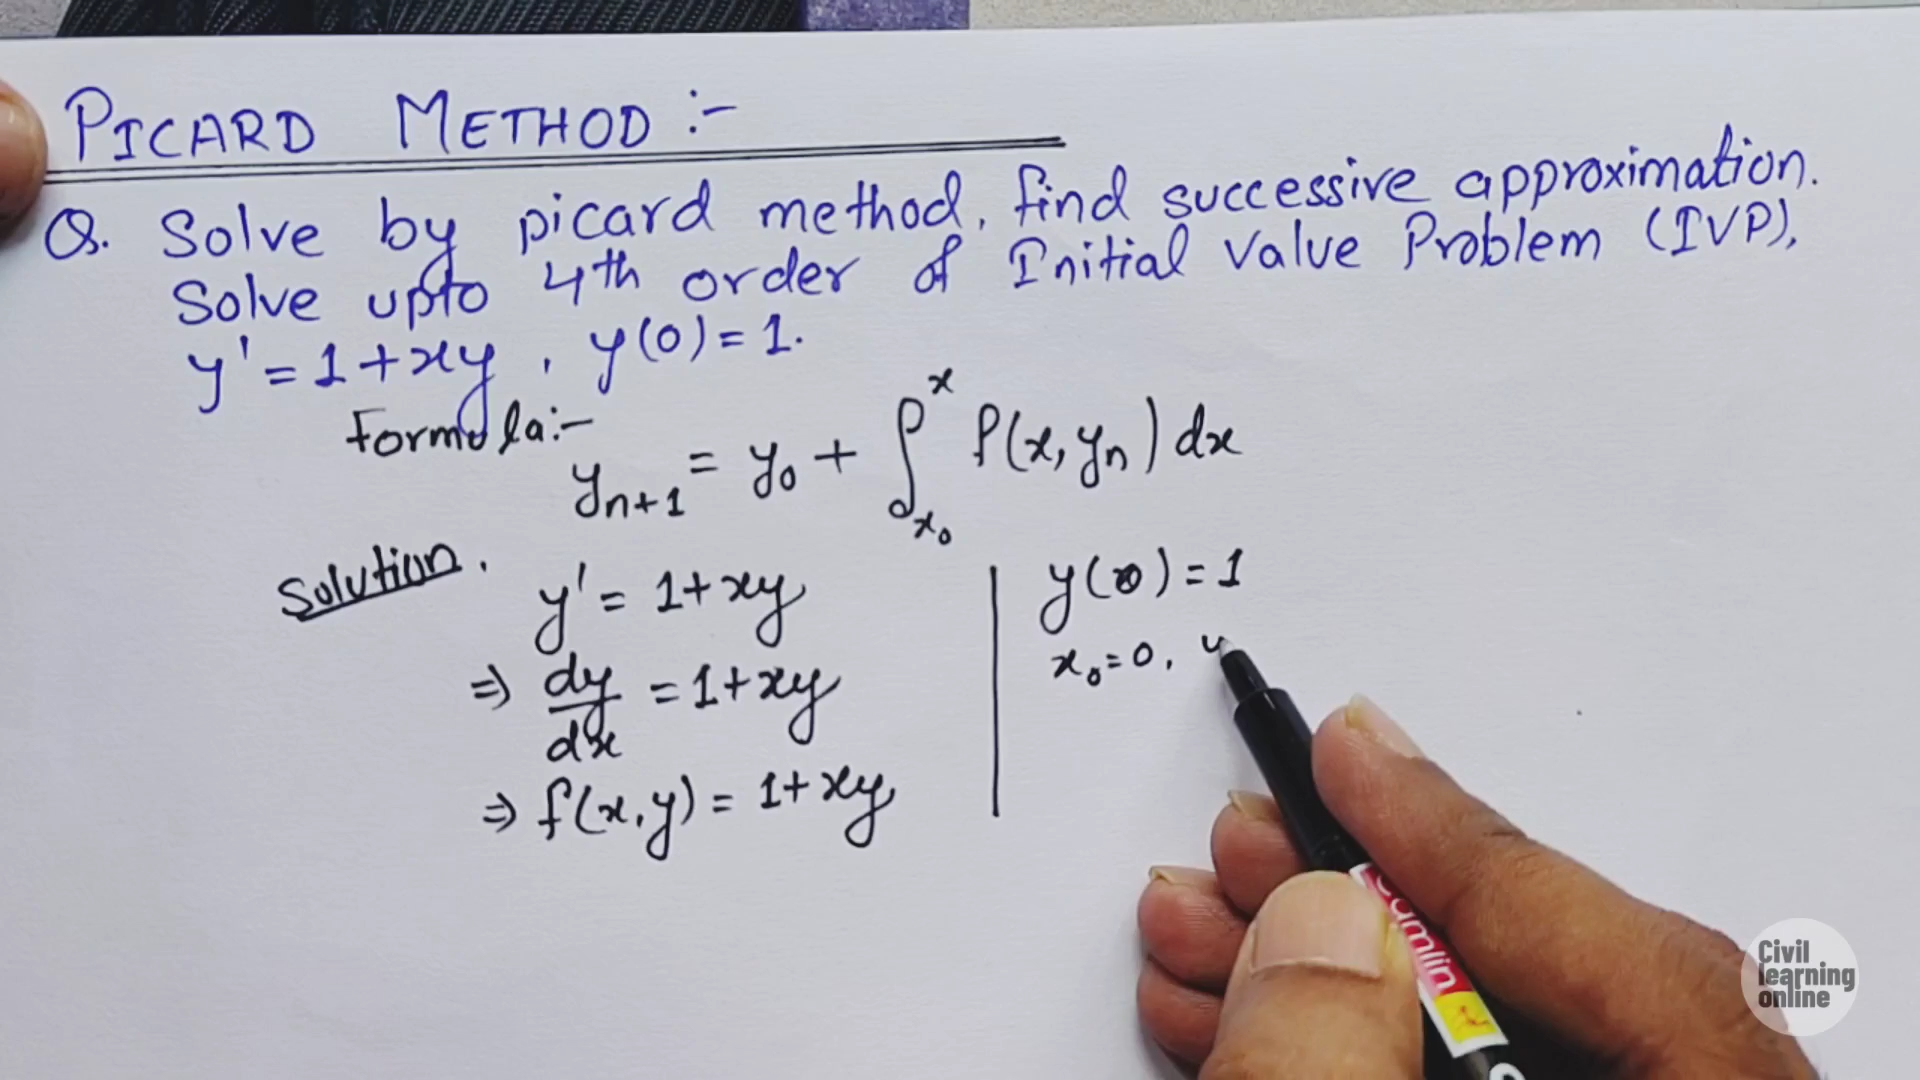 PICARD METHOD :-
Q. Solve by picard method, find successive approximation.
Solve upto 4th order of Initial Value Problem (IVP),
y' = 1 + xy , y(0) = 1.
Formula:-
yₙ₊₁ = y₀ + ∫ₓ₀ˣ f(x, yₙ) dx
Solution.
y' = 1 + xy
⇒ dy/dx = 1 + xy
⇒ f(x, y) = 1 + xy
y(0) = 1
x₀ = 0, y
Camlin
Civil
learning
online